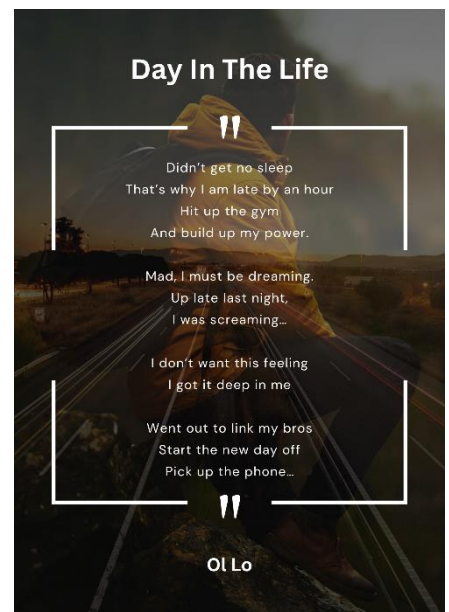 Day In The Life
"
Didn't get no sleep
That's why I am late by an hour
Hit up the gym
And build up my power.
Mad, I must be dreaming.
Up late last night,
I was screaming…
I don't want this feeling
I got it deep in me
Went out to link my bros
Start the new day off
Pick up the phone…
"
Ol Lo